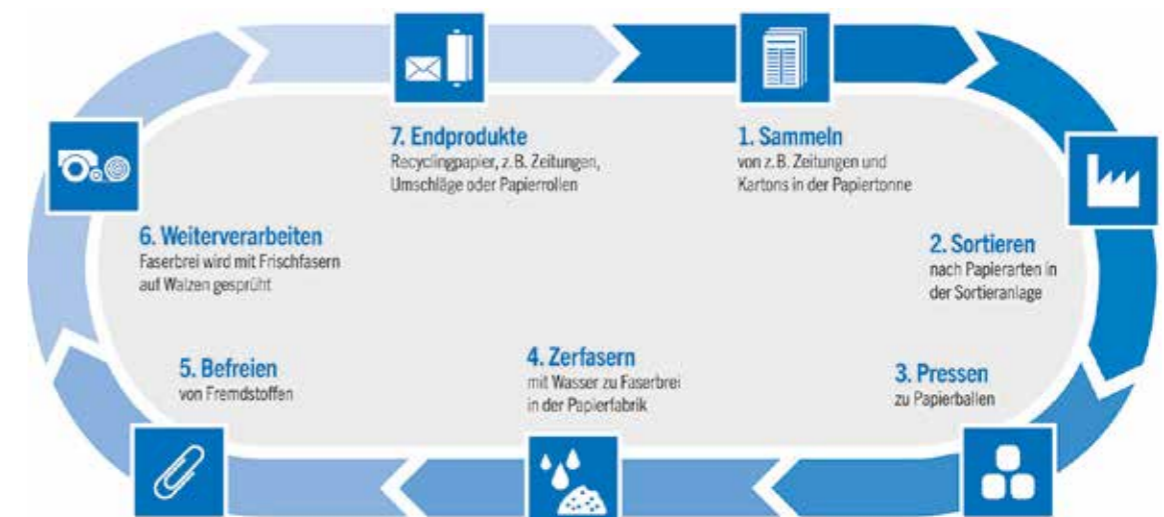 7. Endprodukte
Recyclingpapier, z. B. Zeitungen,
Umschläge oder Papierrollen
1. Sammeln
von z. B. Zeitungen und
Kartons in der Papiertonne
2. Sortieren
nach Papierarten in
der Sortieranlage
3. Pressen
zu Papierballen
4. Zerfasern
mit Wasser zu Faserbrei
in der Papierfabrik
5. Befreien
von Fremdstoffen
6. Weiterverarbeiten
Faserbrei wird mit Frischfasern
auf Walzen gesprüht